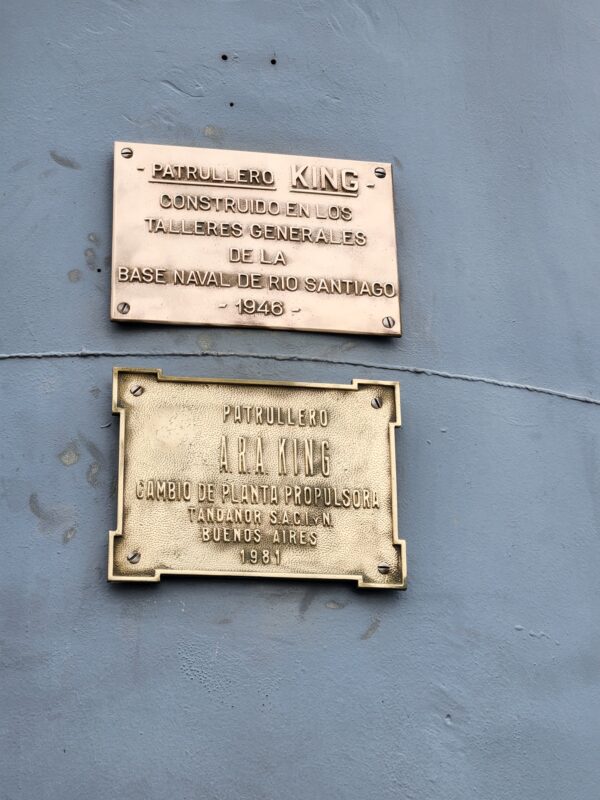 - PATRULLERO KING -
CONSTRUIDO EN LOS
TALLERES GENERALES
DE LA
BASE NAVAL DE RIO SANTIAGO
- 1946 -
PATRULLERO
A.R.A. KING
CAMBIO DE PLANTA PROPULSORA
TANDANOR S.A.C.I. y N.
BUENOS AIRES
1981